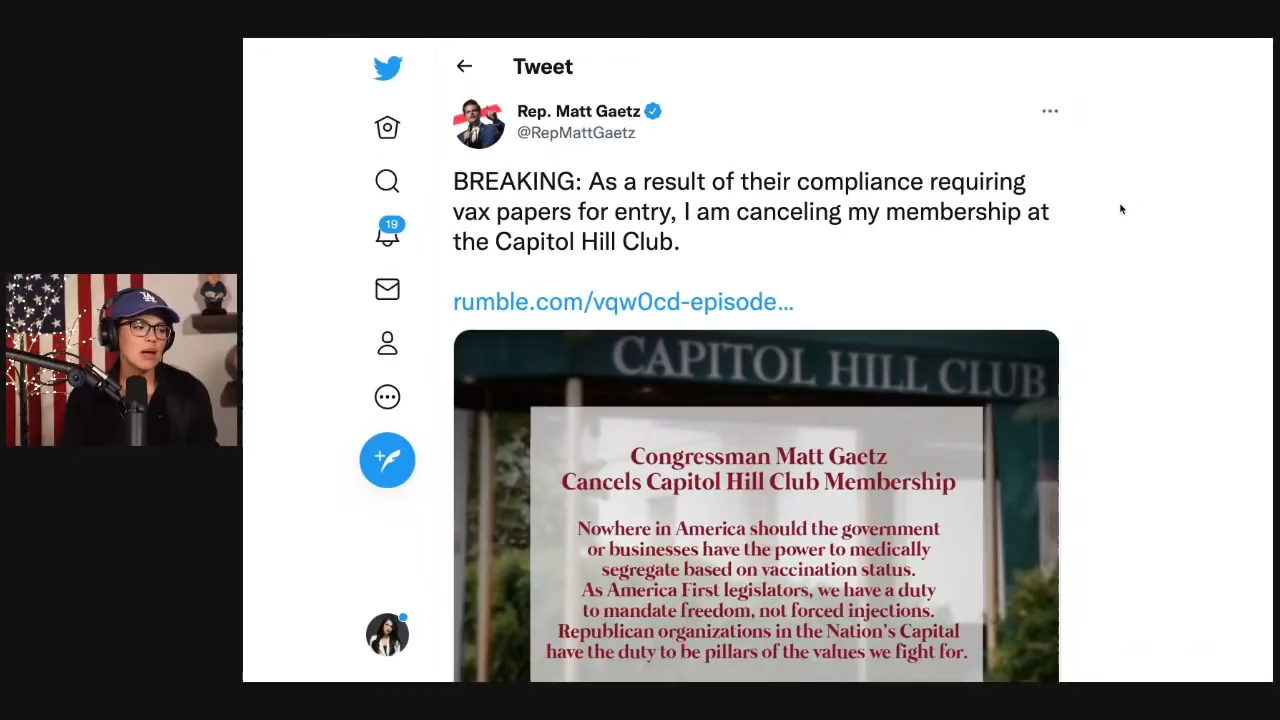 Tweet
Rep. Matt Gaetz
@RepMattGaetz
BREAKING: As a result of their compliance requiring
vax papers for entry, I am canceling my membership at
the Capitol Hill Club.
19
rumble.com/vqw0cd-episode…
CAPITOL HILL CLUB
Congressman Matt Gaetz
Cancels Capitol Hill Club Membership
Nowhere in America should the government
or businesses have the power to medically
segregate based on vaccination status.
As America First legislators, we have a duty
to mandate freedom, not forced injections.
Republican organizations in the Nation's Capital
have the duty to be pillars of the values we fight for.
LA